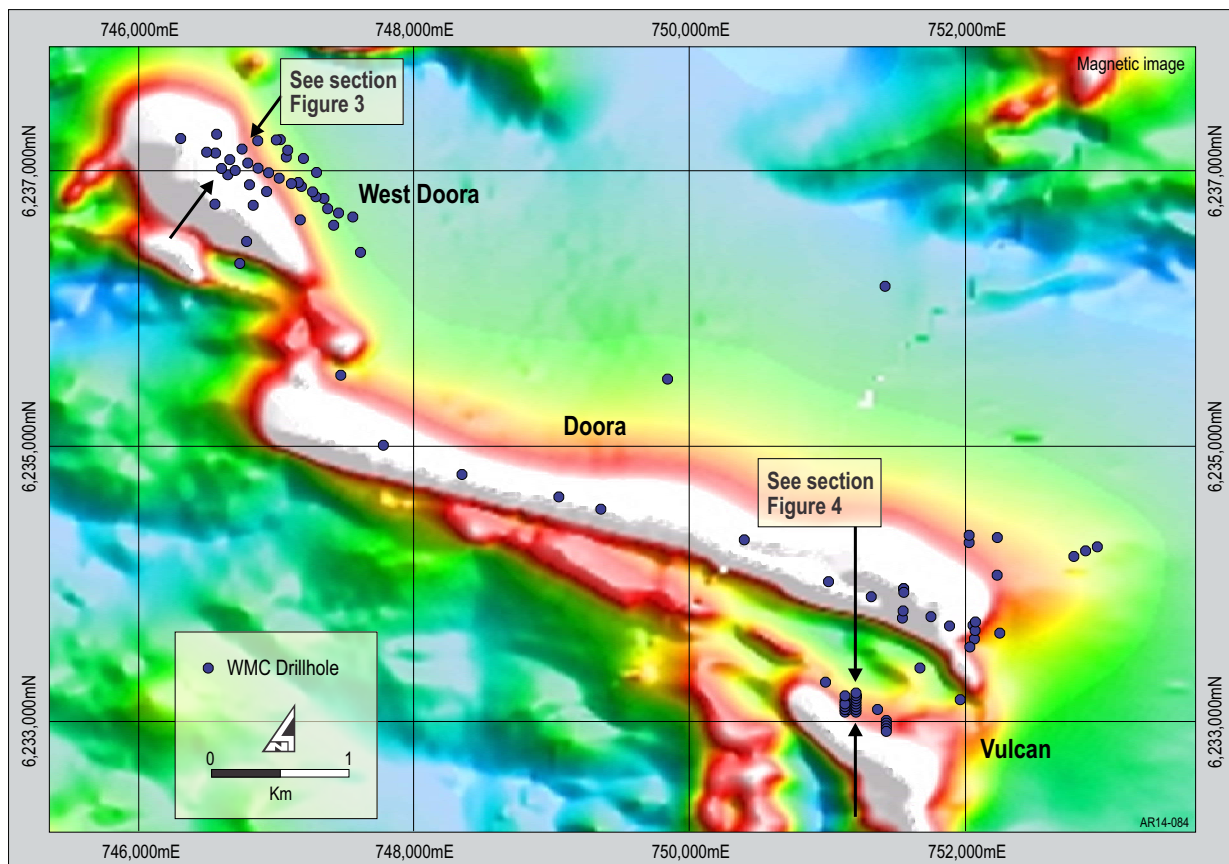 746,000mE
748,000mE
750,000mE
752,000mE
Magnetic image
See section
Figure 3
6,237,000mN
6,237,000mN
West Doora
Doora
6,235,000mN
6,235,000mN
See section
Figure 4
WMC Drillhole
N
0
1
Km
6,233,000mN
6,233,000mN
Vulcan
AR14-084
746,000mE
748,000mE
750,000mE
752,000mE